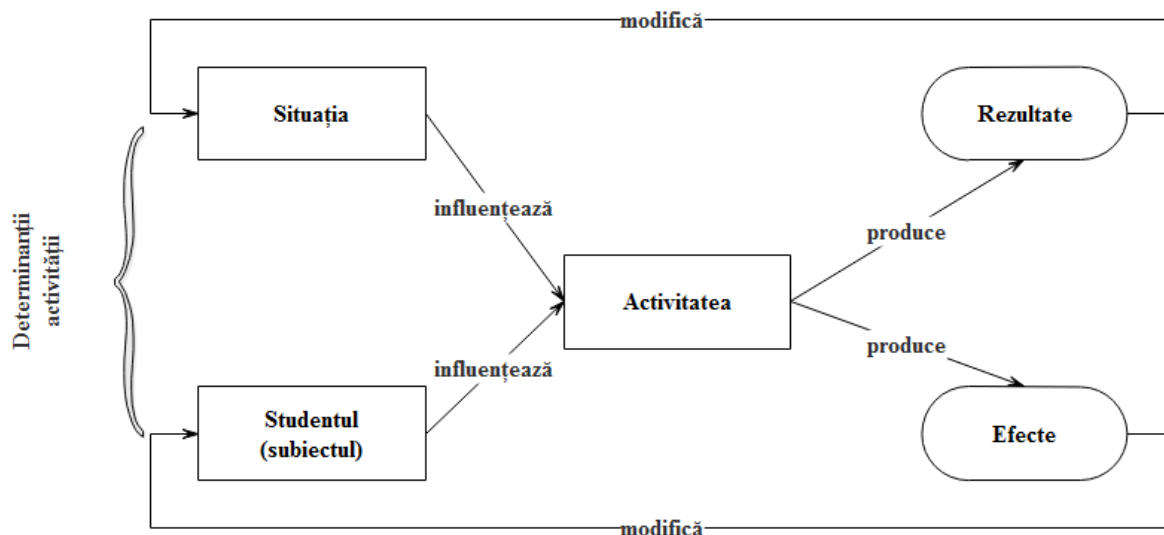 modifică
Situația
Rezultate
influențează
produce
Determinanții
activității
Activitatea
produce
influențează
Studentul
(subiectul)
Efecte
modifică